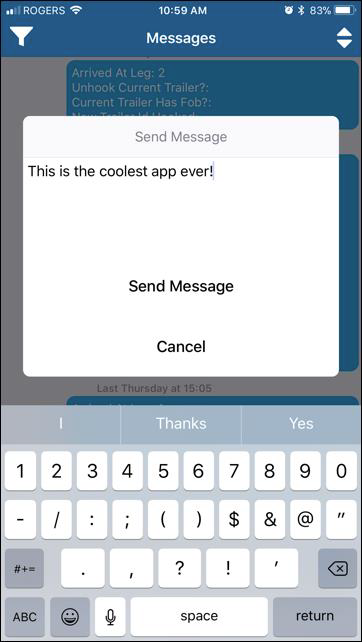 ROGERS 10:59 AM 83%
Messages
Arrived At Leg: 2
Unhook Current Trailer?:
Current Trailer Has Fob?:
Send Message
This is the coolest app ever!
Send Message
Cancel
Last Thursday at 15:05
I Thanks Yes
1 2 3 4 5 6 7 8 9 0
- / : ; ( ) $ & @ "
#+= . , ? ! '
ABC space return